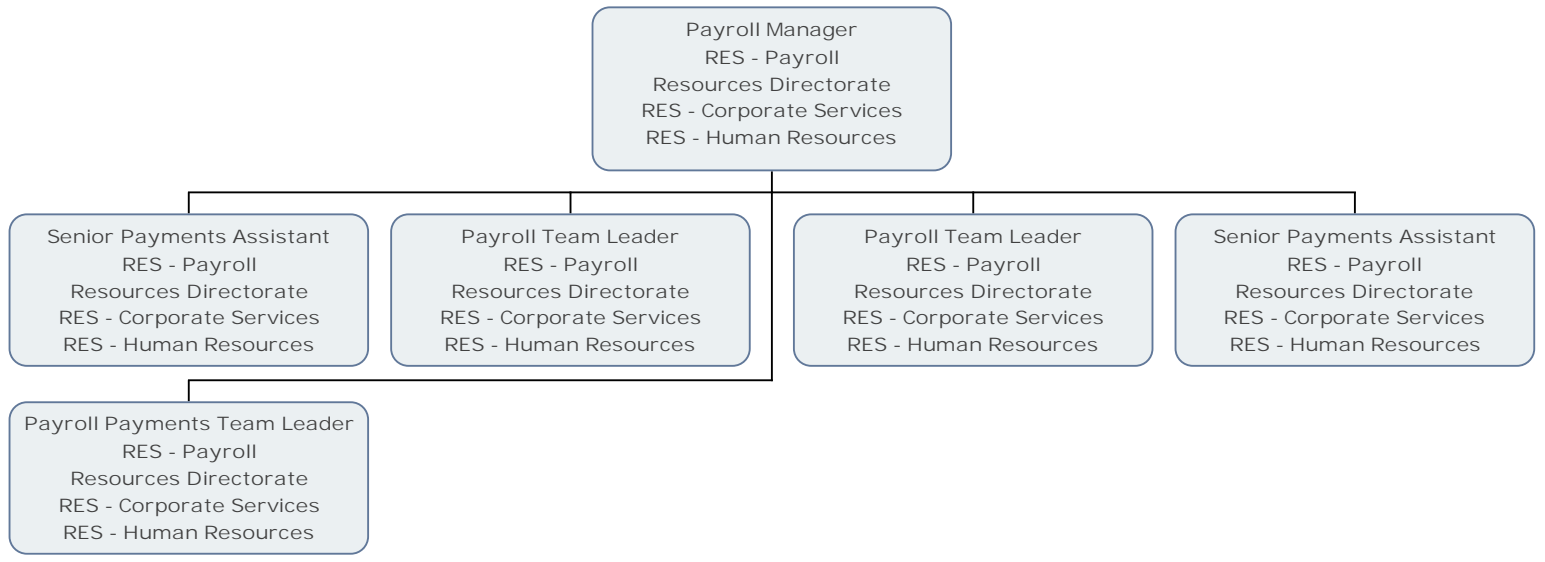 Payroll Manager
RES - Payroll
Resources Directorate
RES - Corporate Services
RES - Human Resources
Senior Payments Assistant
RES - Payroll
Resources Directorate
RES - Corporate Services
RES - Human Resources
Payroll Team Leader
RES - Payroll
Resources Directorate
RES - Corporate Services
RES - Human Resources
Payroll Team Leader
RES - Payroll
Resources Directorate
RES - Corporate Services
RES - Human Resources
Senior Payments Assistant
RES - Payroll
Resources Directorate
RES - Corporate Services
RES - Human Resources
Payroll Payments Team Leader
RES - Payroll
Resources Directorate
RES - Corporate Services
RES - Human Resources